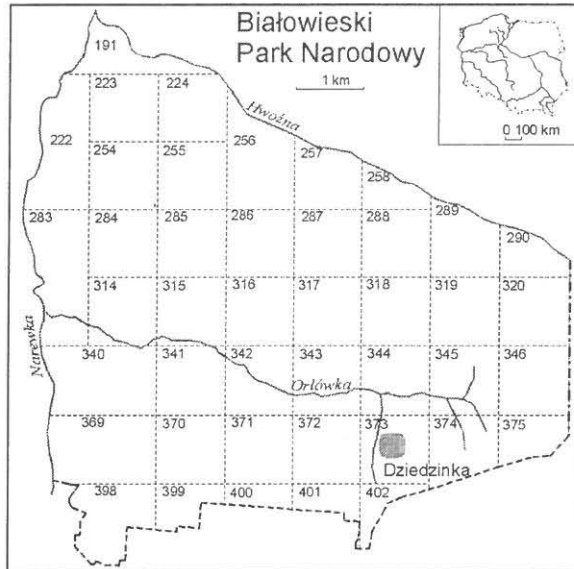 Białowieski
Park Narodowy
1 km
0 100 km
191
223 224
Hwoźna
222 254 255 256 257
258
283 284 285 286 287 288 289
290
314 315 316 317 318 319 320
Narewka
340 341 342 343 344 345 346
Orłówka
369 370 371 372 373 374 375
Dziedzinka
398 399 400 401 402